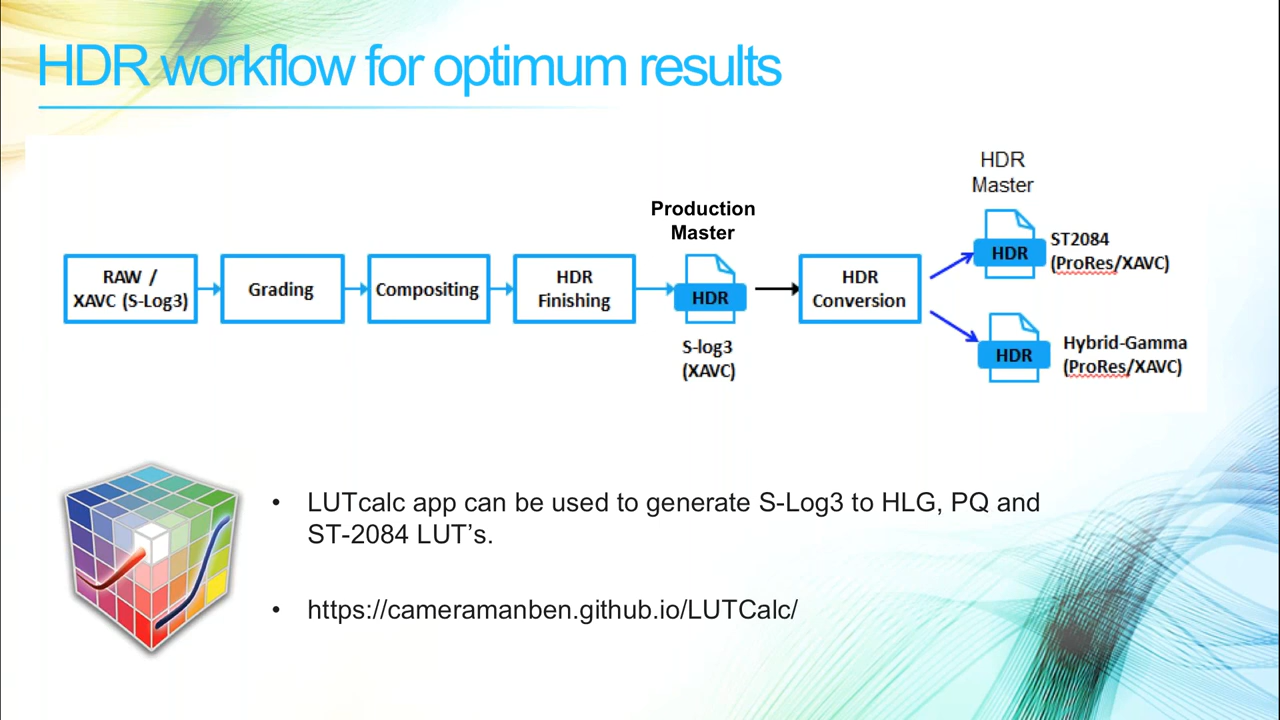 HDR workflow for optimum results
RAW /
XAVC (S-Log3)
Grading
Compositing
HDR
Finishing
Production
Master
HDR
S-log3
(XAVC)
HDR
Conversion
HDR
Master
HDR
ST2084
(ProRes/XAVC)
HDR
Hybrid-Gamma
(ProRes/XAVC)
• LUTcalc app can be used to generate S-Log3 to HLG, PQ and
ST-2084 LUT’s.
• https://cameramanben.github.io/LUTCalc/